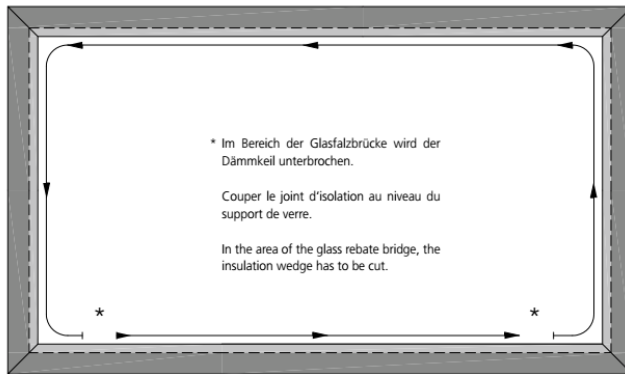 * Im Bereich der Glasfalzbrücke wird der
Dämmkeil unterbrochen.
Couper le joint d'isolation au niveau du
support de verre.
In the area of the glass rebate bridge, the
insulation wedge has to be cut.
* *